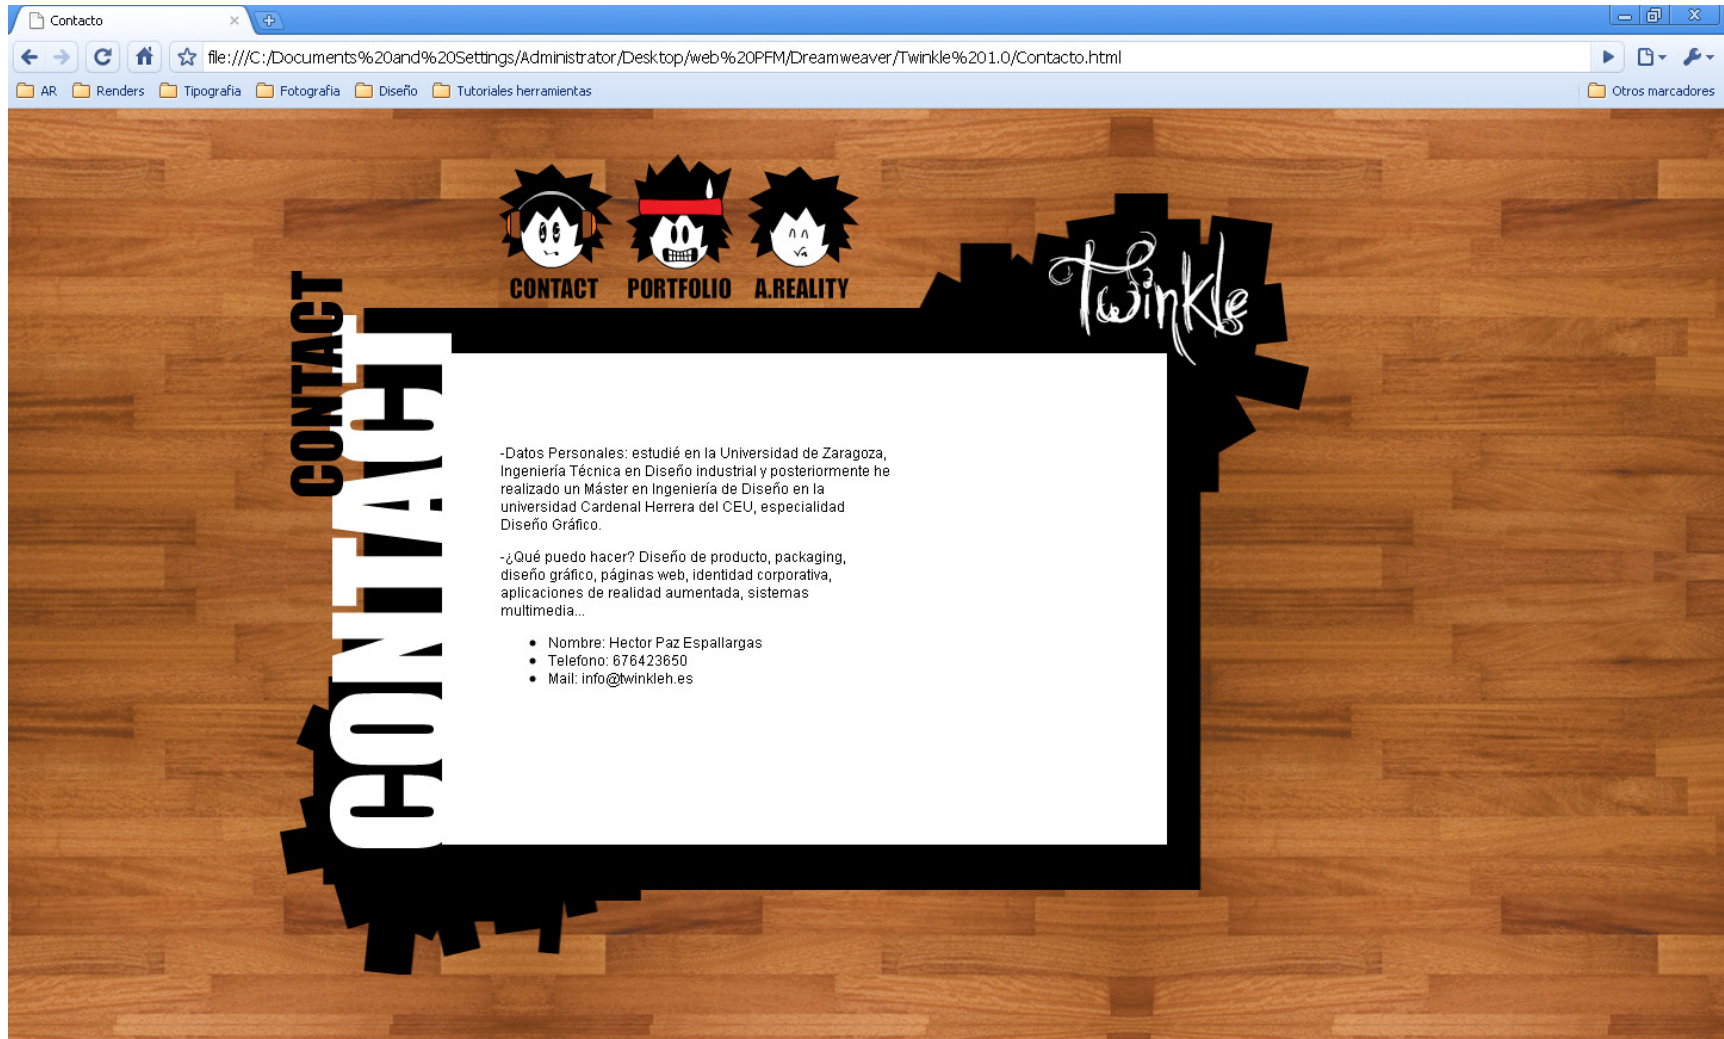 Contacto
file:///C:/Documents%20and%20Settings/Administrator/Desktop/web%20PFM/Dreamweaver/Twinkle%201.0/Contacto.html
AR Renders Tipografia Fotografia Diseño Tutoriales herramientas Otros marcadores
CONTACT PORTFOLIO A.REALITY
Twinkle
CONTACT
CONTACT
-Datos Personales: estudié en la Universidad de Zaragoza,
Ingeniería Técnica en Diseño industrial y posteriormente he
realizado un Máster en Ingeniería de Diseño en la
universidad Cardenal Herrera del CEU, especialidad
Diseño Gráfico.
-¿Qué puedo hacer? Diseño de producto, packaging,
diseño gráfico, páginas web, identidad corporativa,
aplicaciones de realidad aumentada, sistemas
multimedia...
• Nombre: Hector Paz Espallargas
• Telefono: 676423650
• Mail: info@twinkleh.es